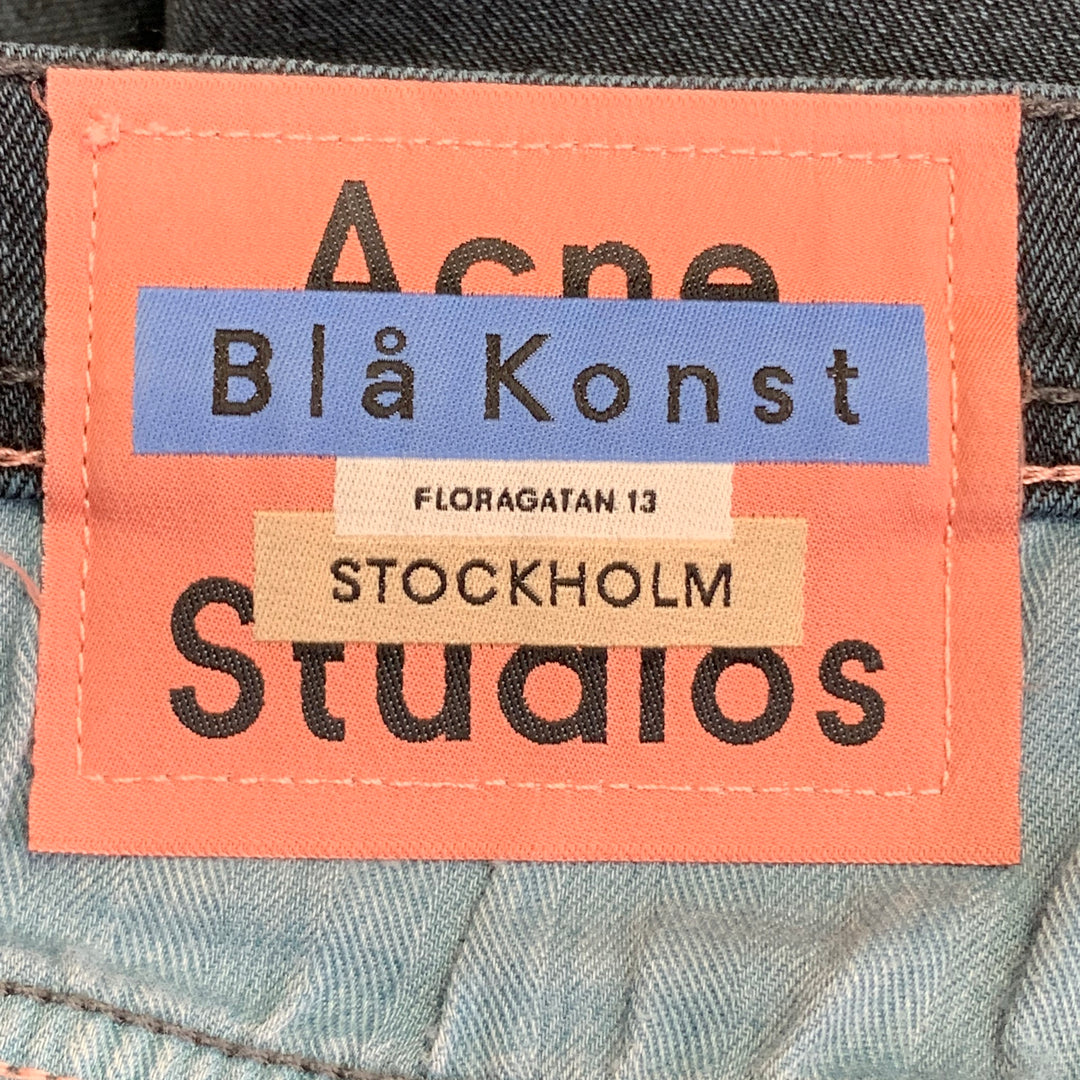 Acne
Blå Konst
FLORAGATAN 13
STOCKHOLM
Studios